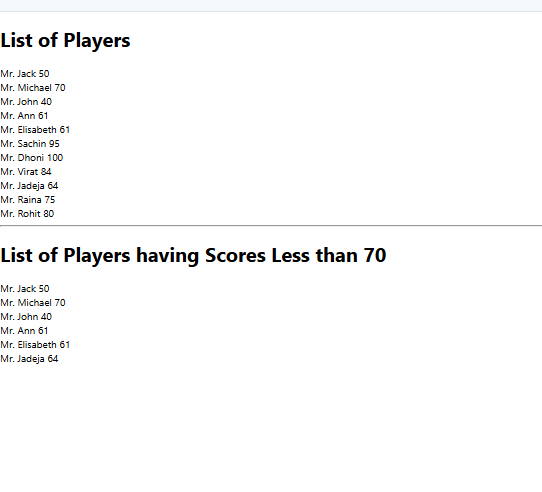 List of Players
Mr. Jack 50
Mr. Michael 70
Mr. John 40
Mr. Ann 61
Mr. Elisabeth 61
Mr. Sachin 95
Mr. Dhoni 100
Mr. Virat 84
Mr. Jadeja 64
Mr. Raina 75
Mr. Rohit 80
List of Players having Scores Less than 70
Mr. Jack 50
Mr. Michael 70
Mr. John 40
Mr. Ann 61
Mr. Elisabeth 61
Mr. Jadeja 64